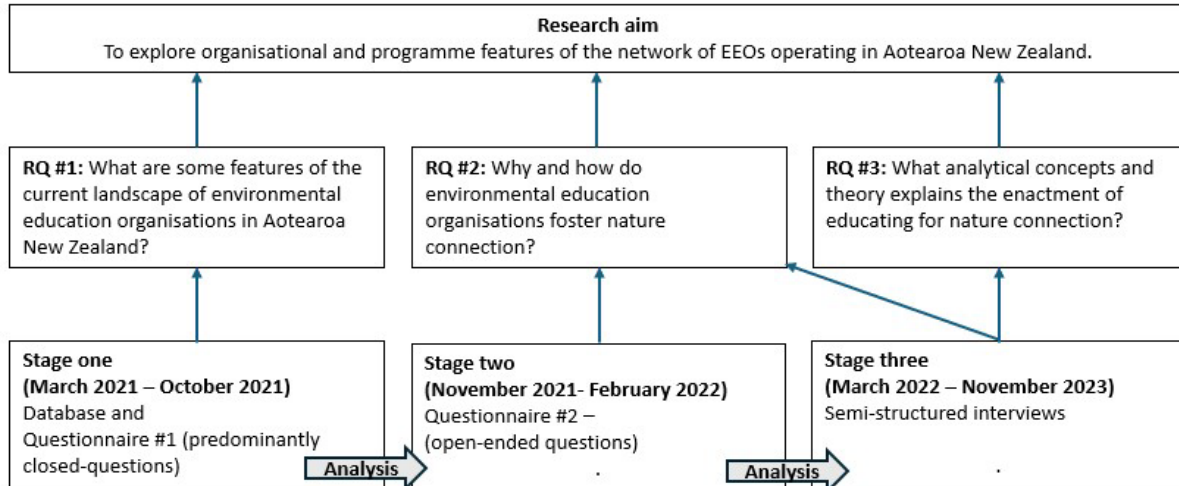 Research aim
To explore organisational and programme features of the network of EEOs operating in Aotearoa New Zealand.
RQ #1: What are some features of the
current landscape of environmental
education organisations in Aotearoa
New Zealand?
RQ #2: Why and how do
environmental education
organisations foster nature
connection?
RQ #3: What analytical concepts and
theory explains the enactment of
educating for nature connection?
Stage one
(March 2021 – October 2021)
Database and
Questionnaire #1 (predominantly
closed-questions)
Analysis
Stage two
(November 2021- February 2022)
Questionnaire #2 –
(open-ended questions)
.
Analysis
Stage three
(March 2022 – November 2023)
Semi-structured interviews
.